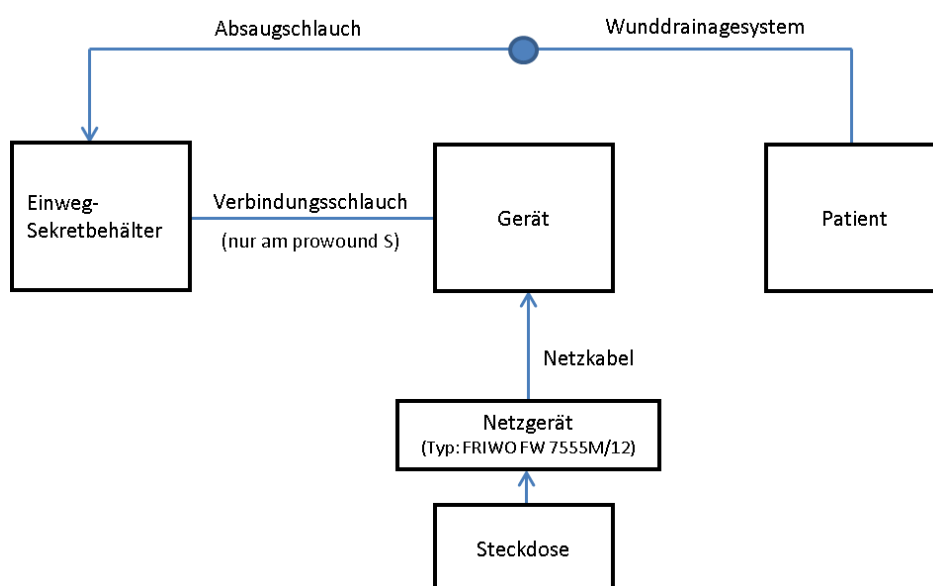 Absaugschlauch
Wunddrainagesystem
Einweg-
Sekretbehälter
Verbindungsschlauch
(nur am prowound S)
Gerät
Patient
Netzkabel
Netzgerät
(Typ: FRIWO FW 7555M/12)
Steckdose